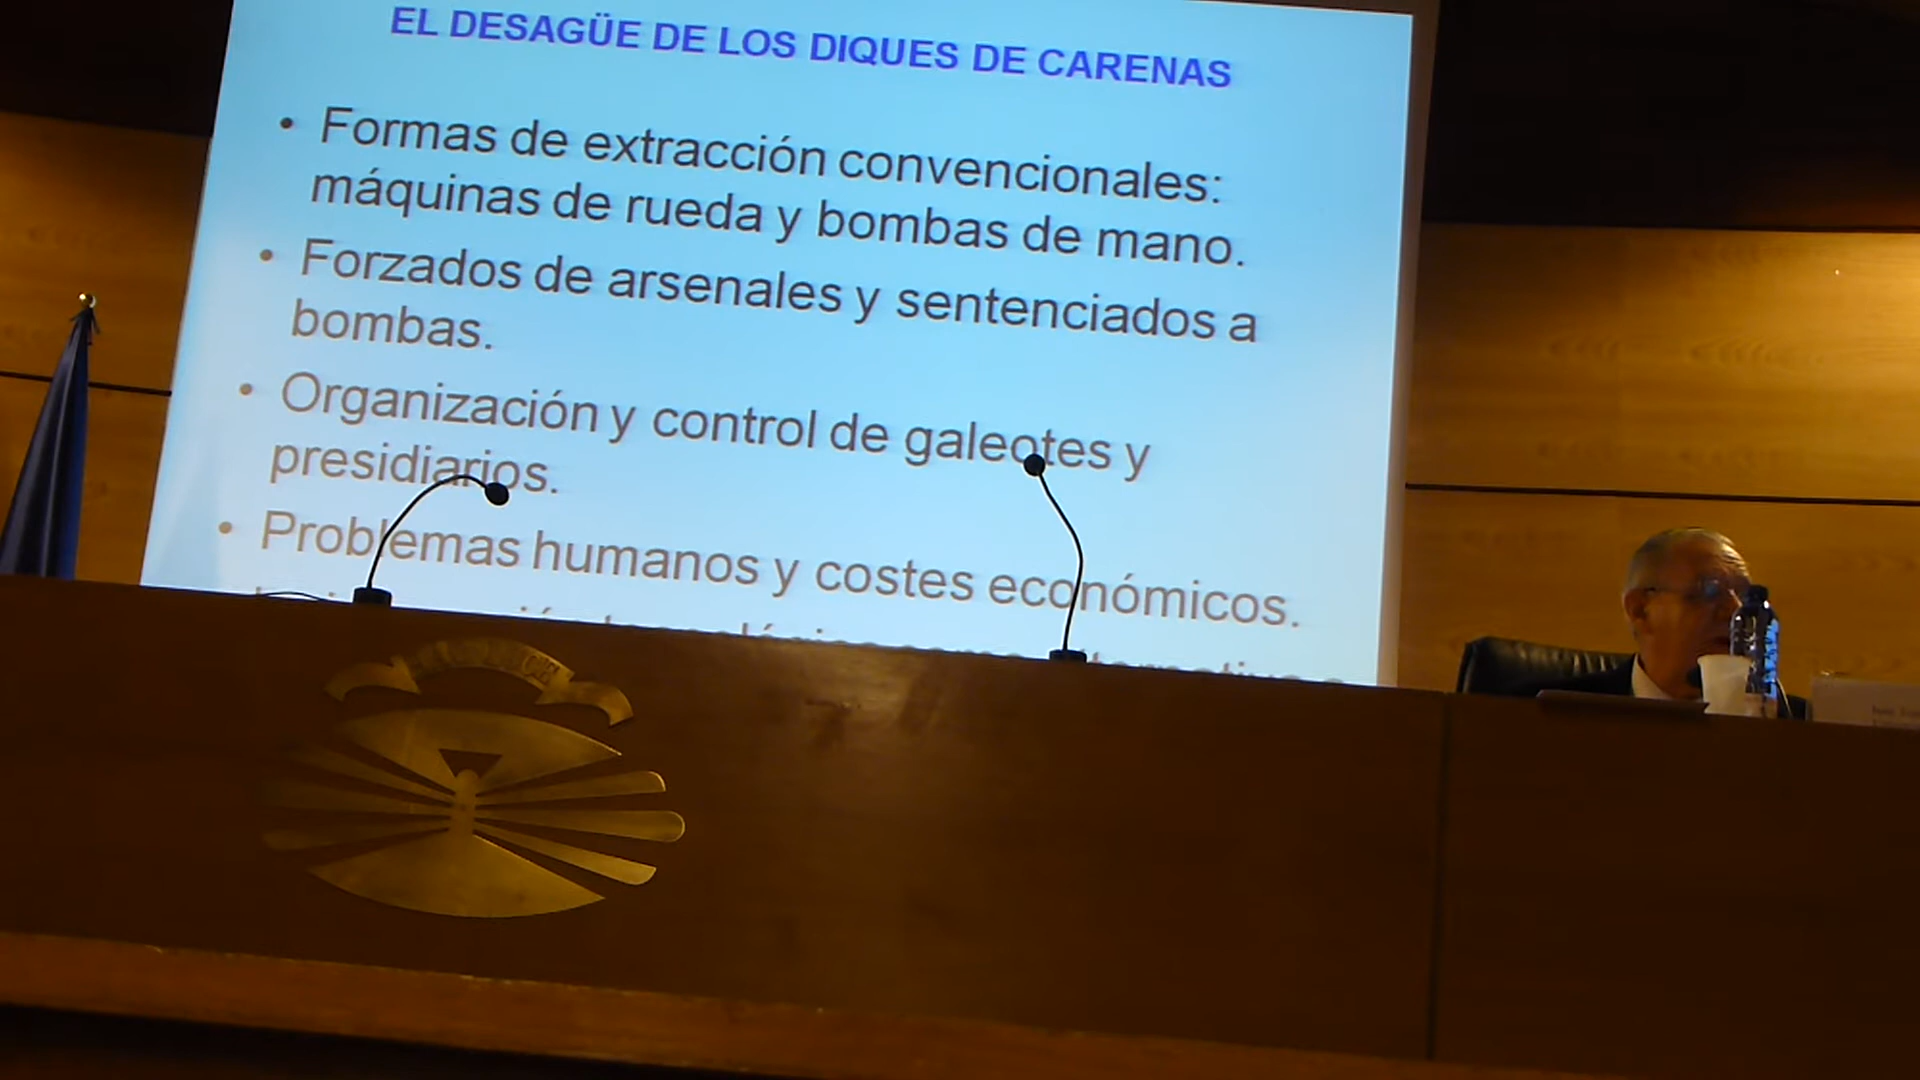 EL DESAGÜE DE LOS DIQUES DE CARENAS
• Formas de extracción convencionales:
máquinas de rueda y bombas de mano.
• Forzados de arsenales y sentenciados a
bombas.
• Organización y control de galeotes y
presidiarios.
• Problemas humanos y costes económicos.